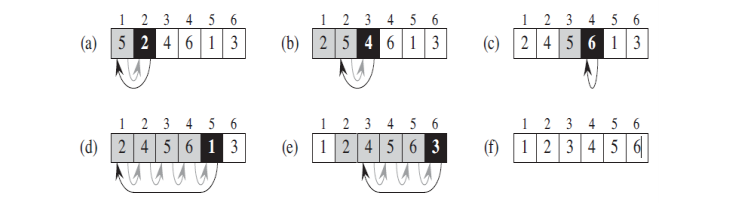 1 2 3 4 5 6 1 2 3 4 5 6 1 2 3 4 5 6
(a) 5 2 4 6 1 3 (b) 2 5 4 6 1 3 (c) 2 4 5 6 1 3
1 2 3 4 5 6 1 2 3 4 5 6 1 2 3 4 5 6
(d) 2 4 5 6 1 3 (e) 1 2 4 5 6 3 (f) 1 2 3 4 5 6